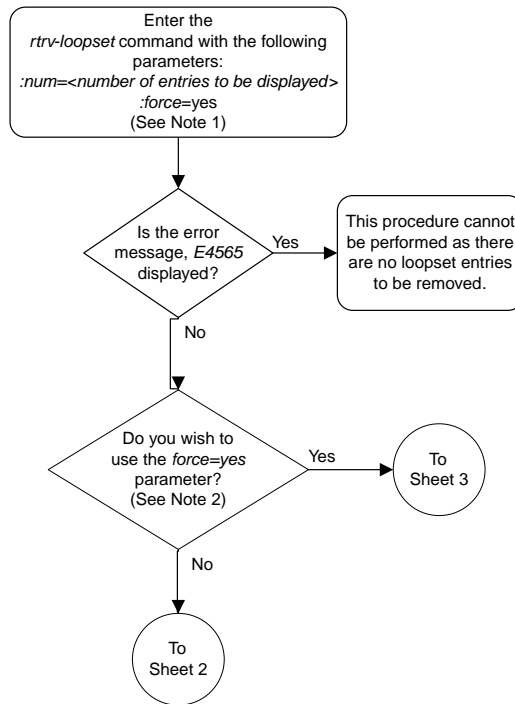 Enter the
rtrv-loopset command with the following
parameters:
:num=<number of entries to be displayed>
:force=yes
(See Note 1)
Is the error
message, E4565
displayed?
Yes
This procedure cannot
be performed as there
are no loopset entries
to be removed.
No
Do you wish to
use the force=yes
parameter?
(See Note 2)
Yes
To
Sheet 3
No
To
Sheet 2